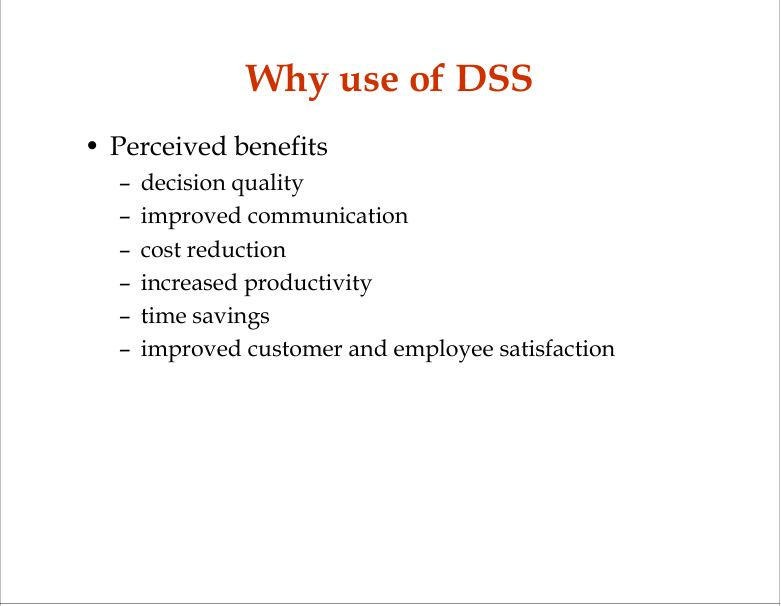 Why use of DSS
• Perceived benefits
– decision quality
– improved communication
– cost reduction
– increased productivity
– time savings
– improved customer and employee satisfaction